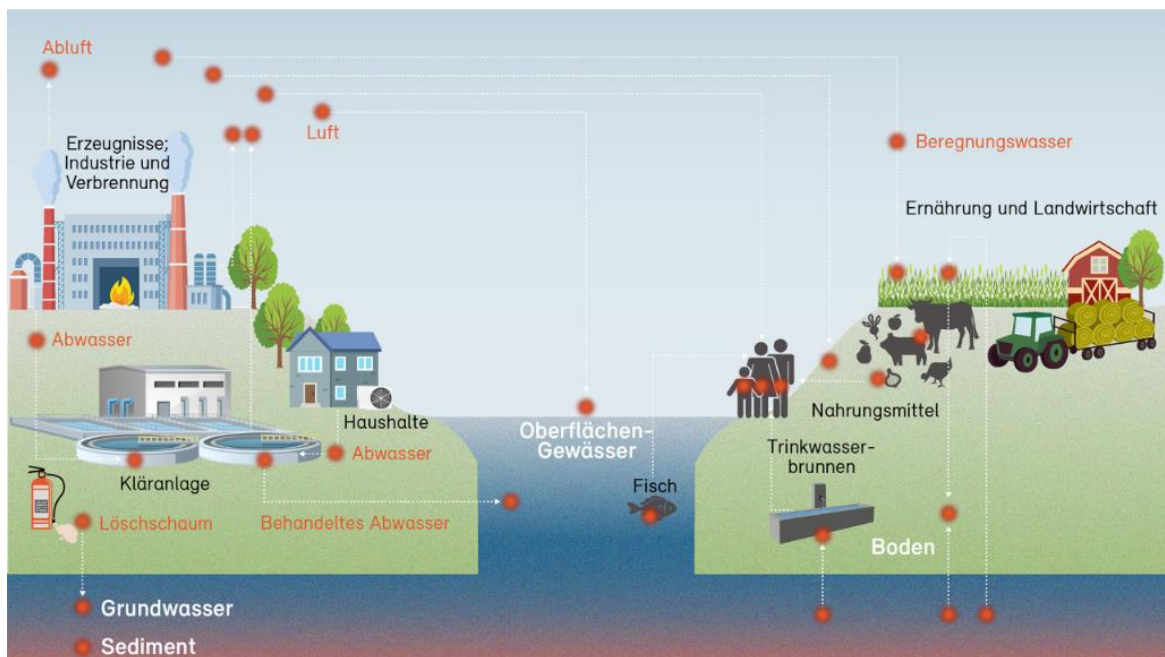 Abluft
Erzeugnisse;
Industrie und
Verbrennung
Luft
Beregnungswasser
Ernährung und Landwirtschaft
Abwasser
Haushalte
Abwasser
Kläranlage
Löschschaum
Behandeltes Abwasser
Oberflächen-
Gewässer
Fisch
Nahrungsmittel
Trinkwasser-
brunnen
Boden
Grundwasser
Sediment